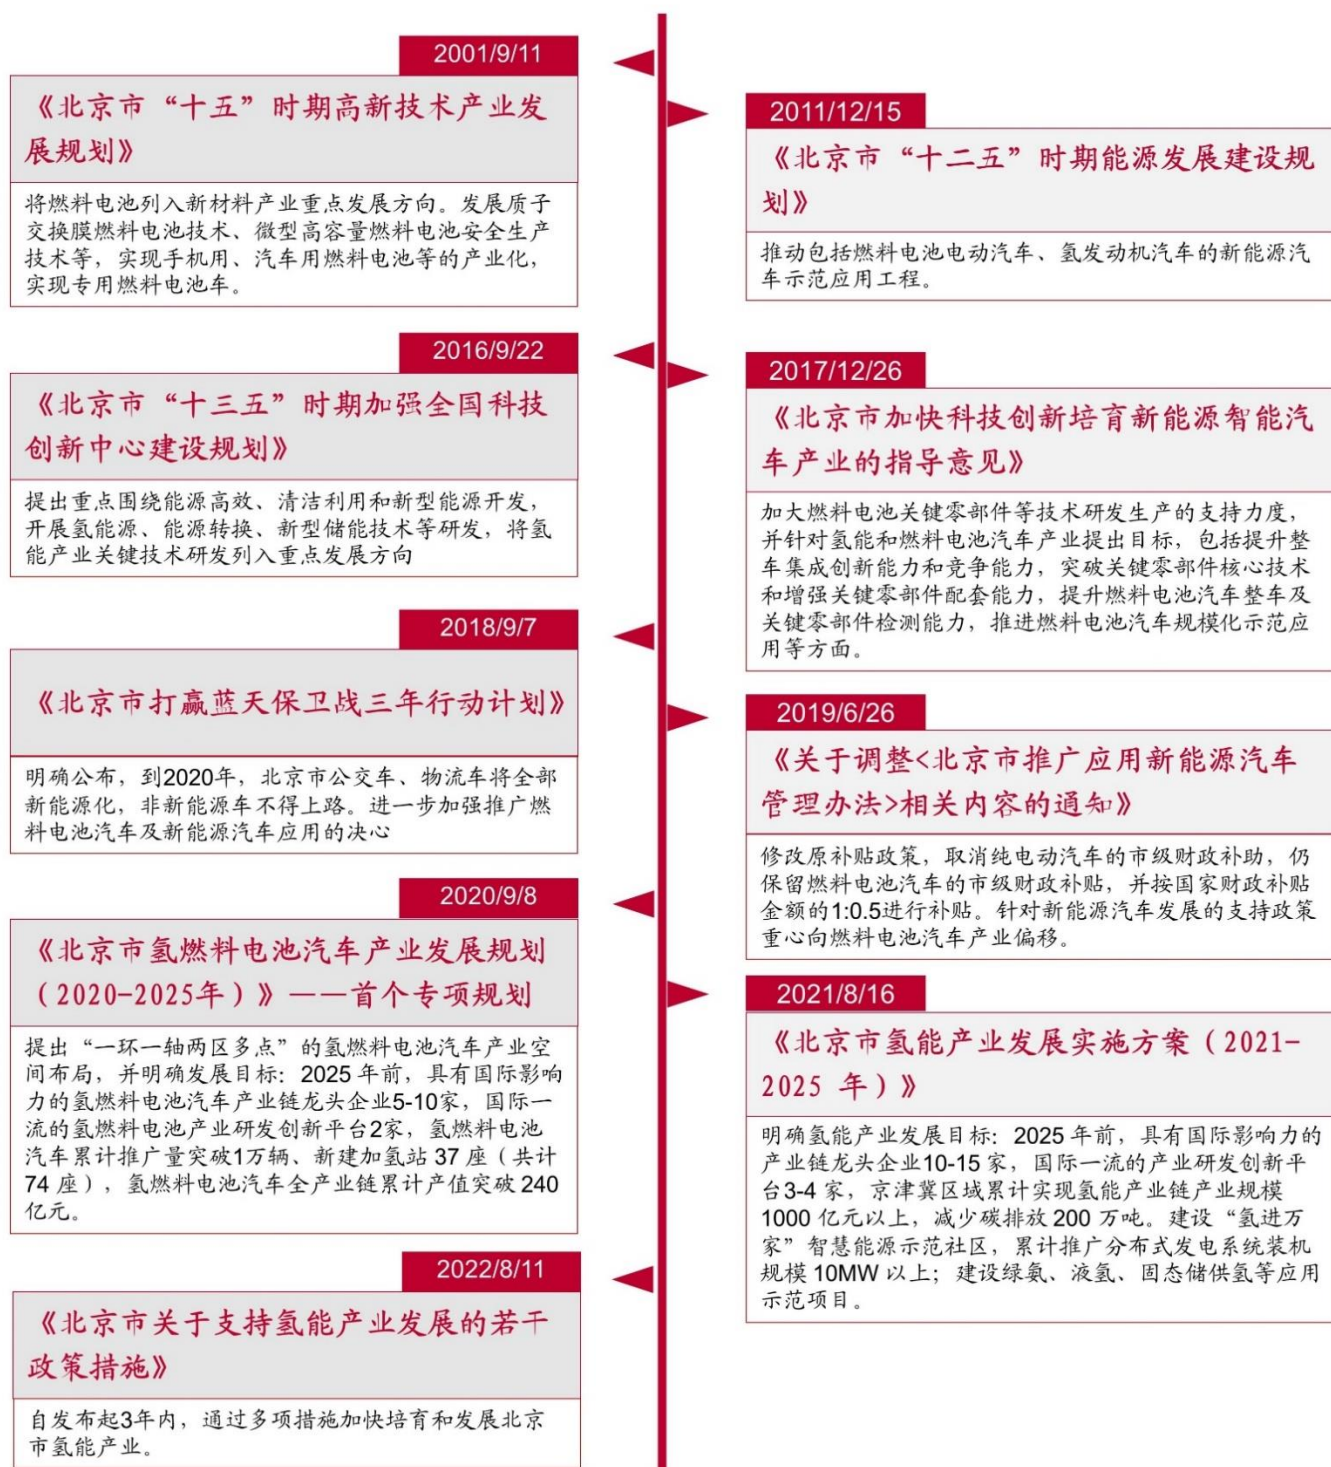 2001/9/11
《北京市“十五”时期高新技术产业发
展规划》
将燃料电池列入新材料产业重点发展方向。发展质子
交换膜燃料电池技术、微型高容量燃料电池安全生产
技术等，实现手机用、汽车用燃料电池等的产业化，
实现专用燃料电池车。
2011/12/15
《北京市“十二五”时期能源发展建设规
划》
推动包括燃料电池电动汽车、氢发动机汽车的新能源汽
车示范应用工程。
2016/9/22
《北京市“十三五”时期加强全国科技
创新中心建设规划》
提出重点围绕能源高效、清洁利用和新型能源开发，
开展氢能源、能源转换、新型储能技术等研发，将氢
能产业关键技术研发列入重点发展方向
2017/12/26
《北京市加快科技创新培育新能源智能汽
车产业的指导意见》
加大燃料电池关键零部件等技术研发生产的支持力度，
并针对氢能和燃料电池汽车产业提出目标，包括提升整
车集成创新能力和竞争能力，突破关键零部件核心技术
和增强关键零部件配套能力，提升燃料电池汽车整车及
关键零部件检测能力，推进燃料电池汽车规模化示范应
用等方面。
2018/9/7
《北京市打赢蓝天保卫战三年行动计划》
明确公布，到2020年，北京市公交车、物流车将全部
新能源化，非新能源车不得上路。进一步加强推广燃
料电池汽车及新能源汽车应用的决心
2019/6/26
《关于调整<北京市推广应用新能源汽车
管理办法>相关内容的通知》
修改原补贴政策，取消纯电动汽车的市级财政补助，仍
保留燃料电池汽车的市级财政补贴，并按国家财政补贴
金额的1:0.5进行补贴。针对新能源汽车发展的支持政策
重心向燃料电池汽车产业偏移。
2020/9/8
《北京市氢燃料电池汽车产业发展规划
（2020-2025年）》——首个专项规划
提出“一环一轴两区多点”的氢燃料电池汽车产业空
间布局，并明确发展目标：2025 年前，具有国际影响
力的氢燃料电池汽车产业链龙头企业5-10家，国际一
流的氢燃料电池产业研发创新平台2家，氢燃料电池
汽车累计推广量突破1万辆、新建加氢站 37 座（共计
74 座），氢燃料电池汽车全产业链累计产值突破 240
亿元。
2021/8/16
《北京市氢能产业发展实施方案（2021-
2025 年）》
明确氢能产业发展目标：2025 年前，具有国际影响力的
产业链龙头企业10-15 家，国际一流的产业研发创新平
台3-4 家，京津冀区域累计实现氢能产业链产业规模
1000 亿元以上，减少碳排放 200 万吨。建设“氢进万
家”智慧能源示范社区，累计推广分布式发电系统装机
规模 10MW 以上；建设绿氨、液氢、固态储供氢等应用
示范项目。
2022/8/11
《北京市关于支持氢能产业发展的若干
政策措施》
自发布起3年内，通过多项措施加快培育和发展北京
市氢能产业。